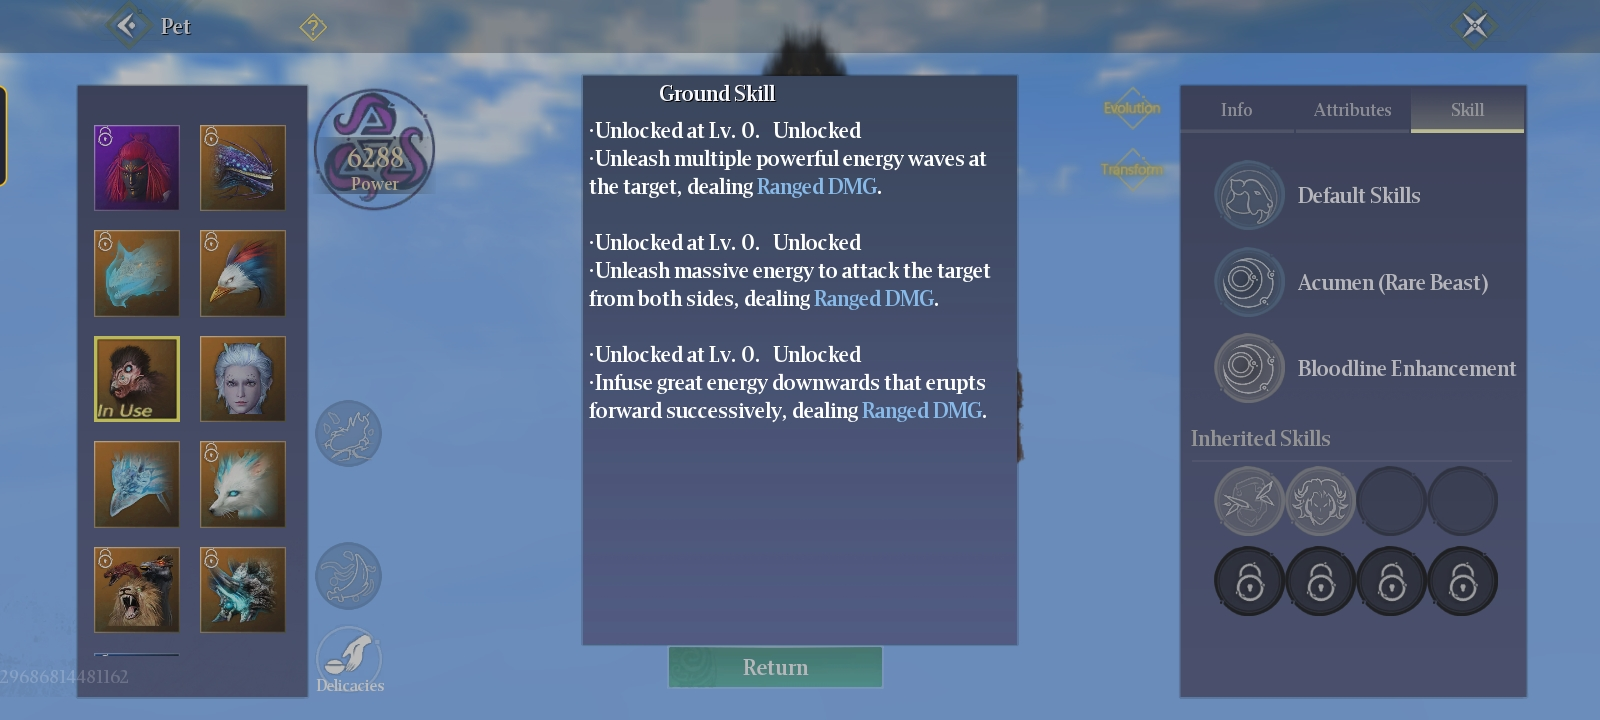 Pet
?
6288
Power
In Use
Delicacies
29686814481162
Ground Skill
·Unlocked at Lv. 0. Unlocked
·Unleash multiple powerful energy waves at
the target, dealing Ranged DMG.
·Unlocked at Lv. 0. Unlocked
·Unleash massive energy to attack the target
from both sides, dealing Ranged DMG.
·Unlocked at Lv. 0. Unlocked
·Infuse great energy downwards that erupts
forward successively, dealing Ranged DMG.
Return
Evolution
Transform
Info Attributes Skill
Default Skills
Acumen (Rare Beast)
Bloodline Enhancement
Inherited Skills